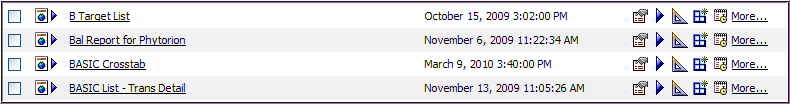 B Target List October 15, 2009 3:02:00 PM More...
Bal Report for Phytorion November 6, 2009 11:22:34 AM More...
BASIC Crosstab March 9, 2010 3:40:00 PM More...
BASIC List - Trans Detail November 13, 2009 11:05:26 AM More...